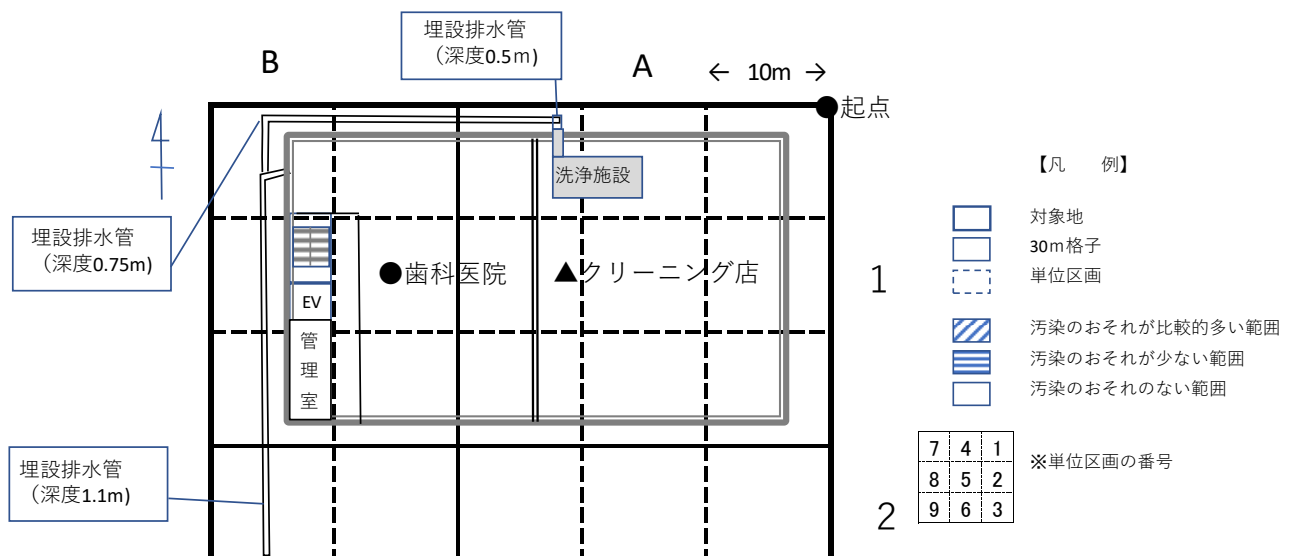 埋設排水管
（深度0.5ｍ)
B
A
← 10m →
起点
洗浄施設
埋設排水管
（深度0.75m)
●歯科医院
▲クリーニング店
1
EV
管
理
室
埋設排水管
（深度1.1m)
2
【凡　例】
対象地
30ｍ格子
単位区画
汚染のおそれが比較的多い範囲
汚染のおそれが少ない範囲
汚染のおそれのない範囲
7 4 1
8 5 2
9 6 3
※単位区画の番号